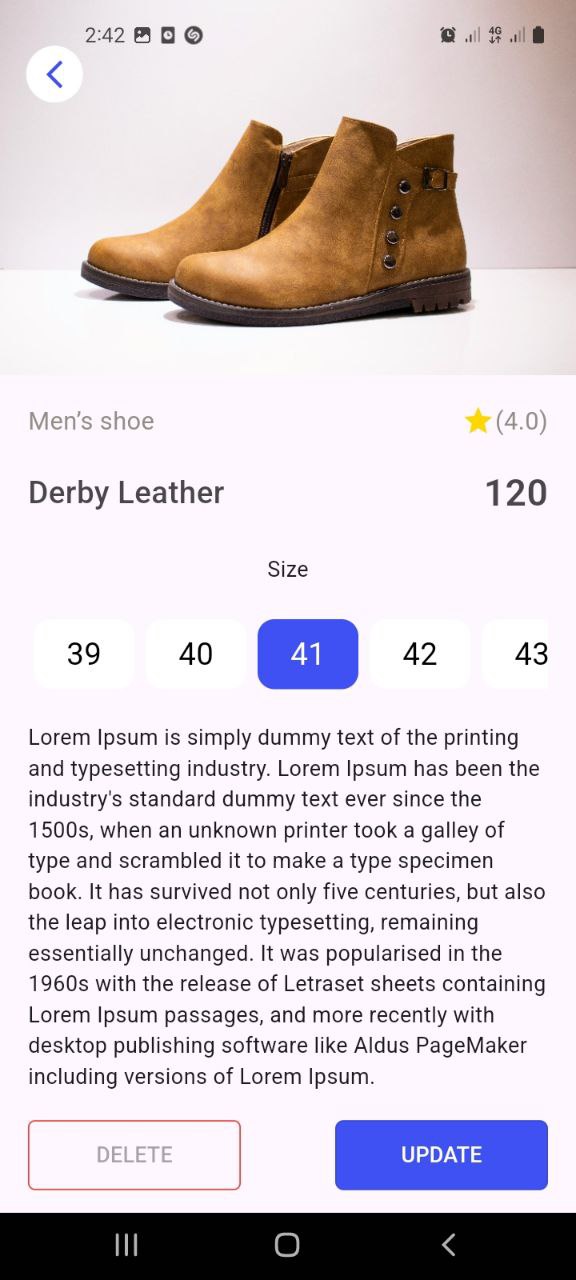 2:42 4G
Men’s shoe (4.0)
Derby Leather 120
Size
39 40 41 42 43
Lorem Ipsum is simply dummy text of the printing
and typesetting industry. Lorem Ipsum has been the
industry's standard dummy text ever since the
1500s, when an unknown printer took a galley of
type and scrambled it to make a type specimen
book. It has survived not only five centuries, but also
the leap into electronic typesetting, remaining
essentially unchanged. It was popularised in the
1960s with the release of Letraset sheets containing
Lorem Ipsum passages, and more recently with
desktop publishing software like Aldus PageMaker
including versions of Lorem Ipsum.
DELETE UPDATE